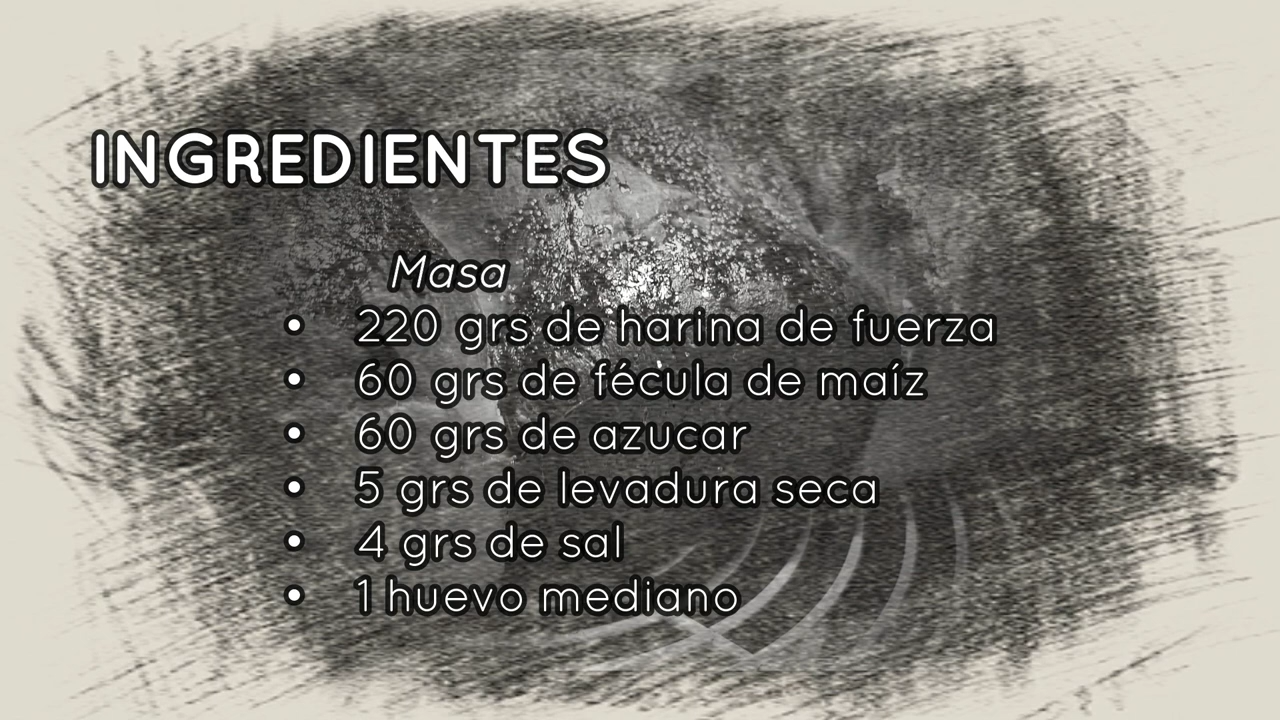 INGREDIENTES
Masa
• 220 grs de harina de fuerza
• 60 grs de fécula de maíz
• 60 grs de azucar
• 5 grs de levadura seca
• 4 grs de sal
• 1 huevo mediano